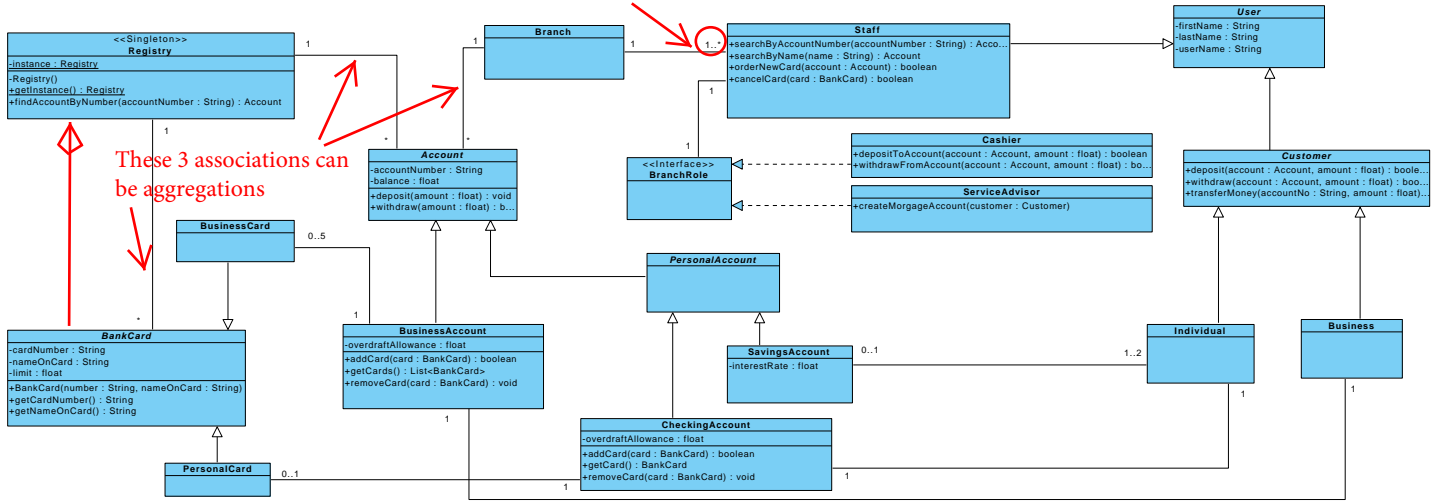 <<Singleton>>
Registry
-instance : Registry
-Registry()
+getInstance() : Registry
+findAccountByNumber(accountNumber : String) : Account
1
1
*
*
Branch
1
1
1..*
Staff
+searchByAccountNumber(accountNumber : String) : Acco...
+searchByName(name : String) : Account
+orderNewCard(account : Account) : boolean
+cancelCard(card : BankCard) : boolean
1
1
User
-firstName : String
-lastName : String
-userName : String
These 3 associations can
be aggregations
Account
-accountNumber : String
-balance : float
+deposit(amount : float) : void
+withdraw(amount : float) : b...
<<Interface>>
BranchRole
Cashier
+depositToAccount(account : Account, amount : float) : boolean
+withdrawFromAccount(account : Account, amount : float) : bo...
ServiceAdvisor
+createMorgageAccount(customer : Customer)
Customer
+deposit(account : Account, amount : float) : boole...
+withdraw(account : Account, amount : float) : boo...
+transferMoney(accountNo : String, amount : float)...
BusinessCard
0..5
1
PersonalAccount
*
BankCard
-cardNumber : String
-nameOnCard : String
-limit : float
+BankCard(number : String, nameOnCard : String)
+getCardNumber() : String
+getNameOnCard() : String
BusinessAccount
-overdraftAllowance : float
+addCard(card : BankCard) : boolean
+getCards() : List<BankCard>
+removeCard(card : BankCard) : void
1
SavingsAccount
-interestRate : float
0..1
1..2
Individual
1
Business
1
CheckingAccount
-overdraftAllowance : float
+addCard(card : BankCard) : boolean
+getCard() : BankCard
+removeCard(card : BankCard) : void
1
PersonalCard
0..1
1